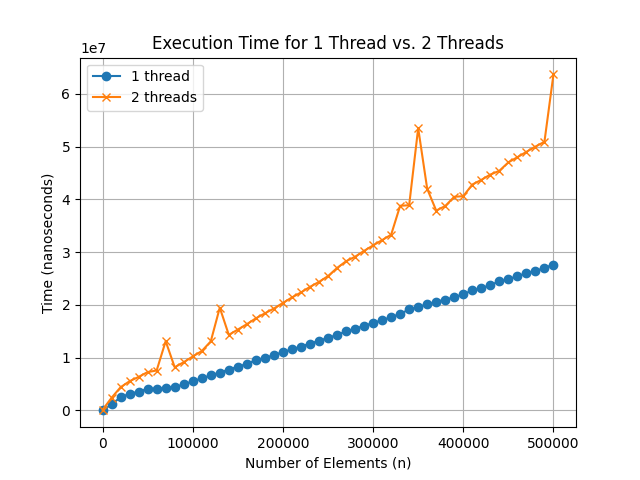 Execution Time for 1 Thread vs. 2 Threads
1e7
1 thread
2 threads
6
5
4
3
2
1
0
Time (nanoseconds)
0 100000 200000 300000 400000 500000
Number of Elements (n)